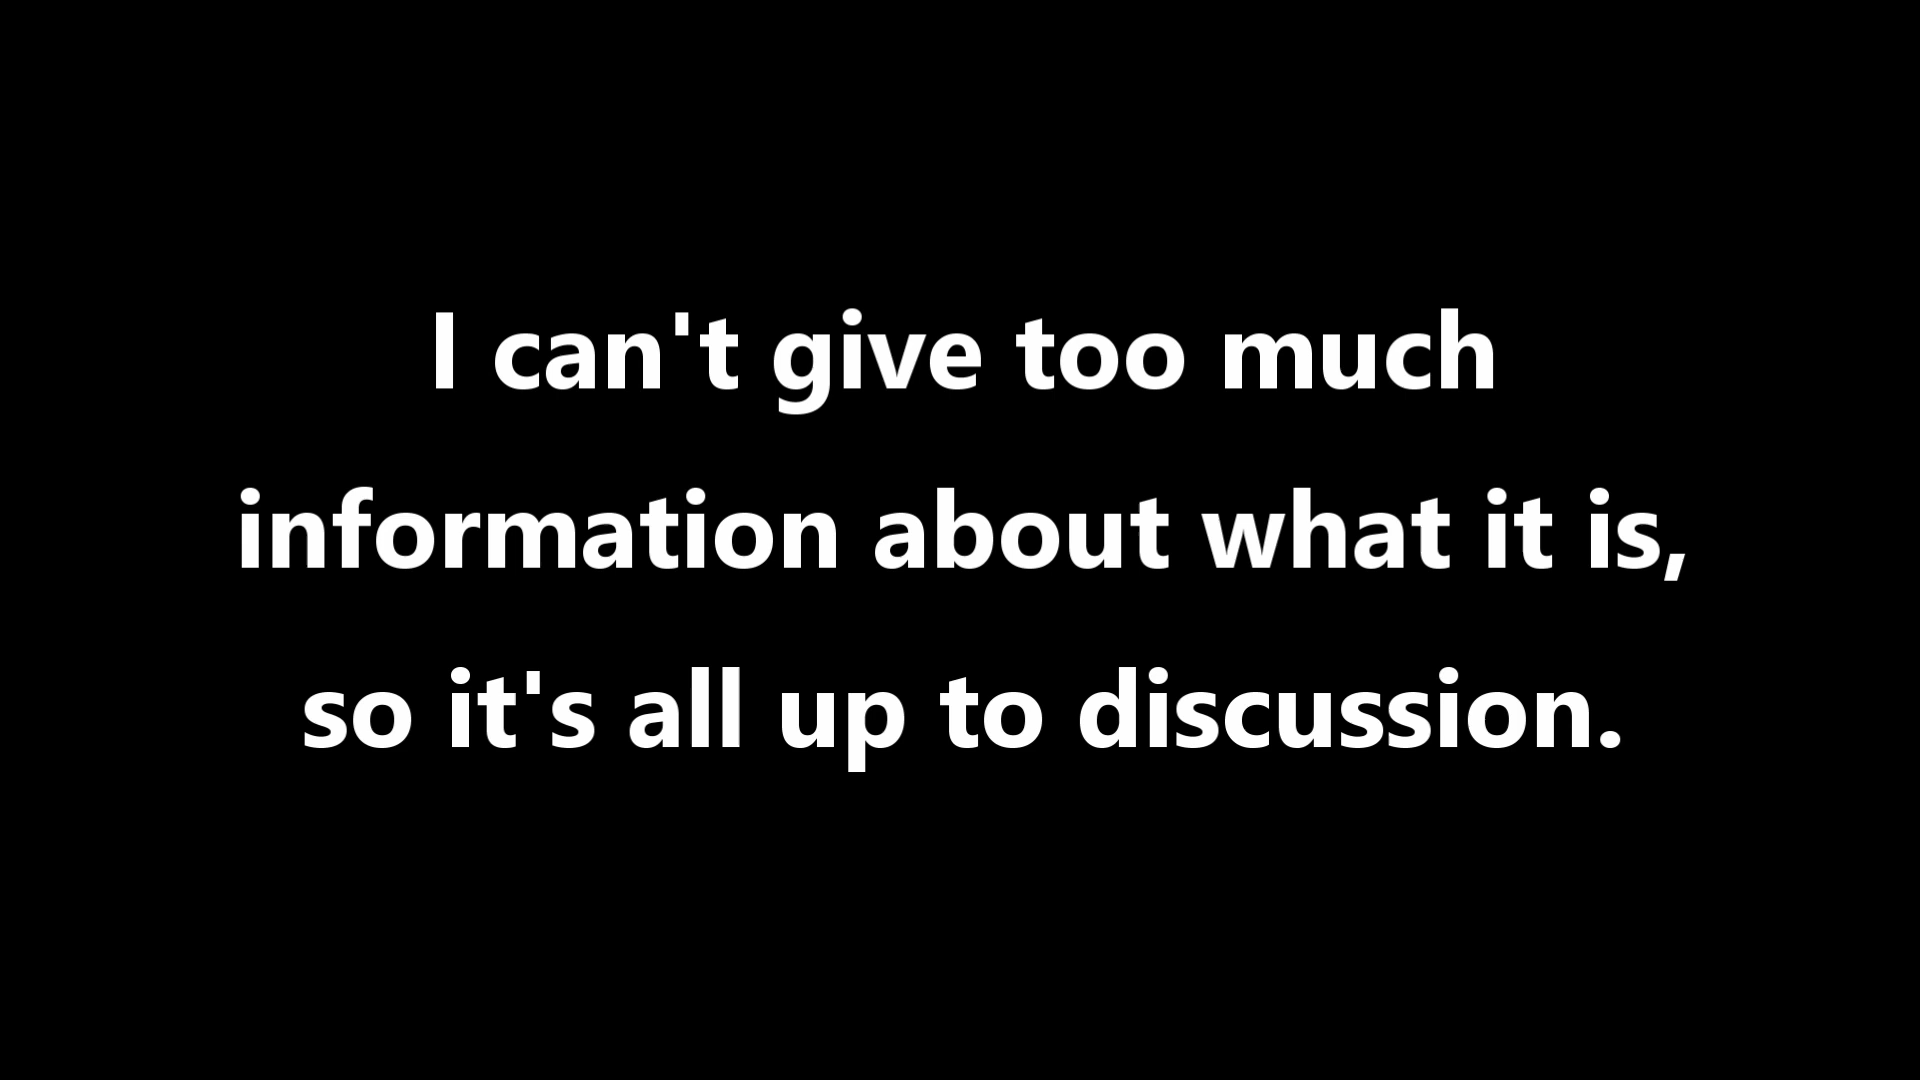 I can't give too much
information about what it is,
so it's all up to discussion.